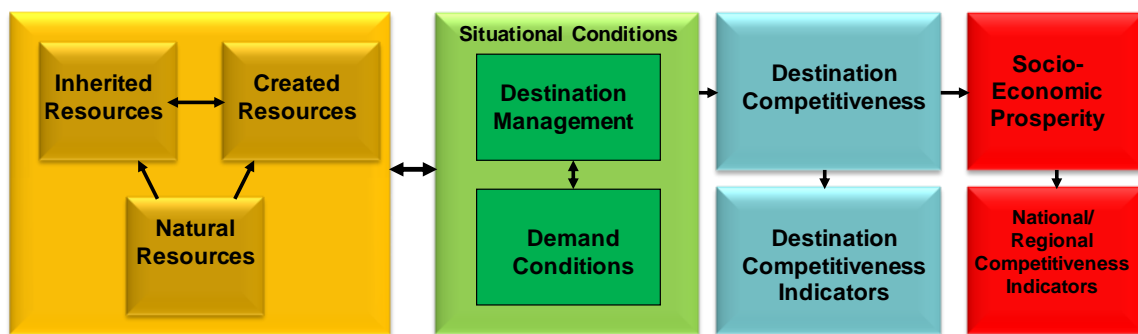 Inherited
Resources
Created
Resources
Natural
Resources
Situational Conditions
Destination
Management
Demand
Conditions
Destination
Competitiveness
Destination
Competitiveness
Indicators
Socio-
Economic
Prosperity
National/
Regional
Competitiveness
Indicators